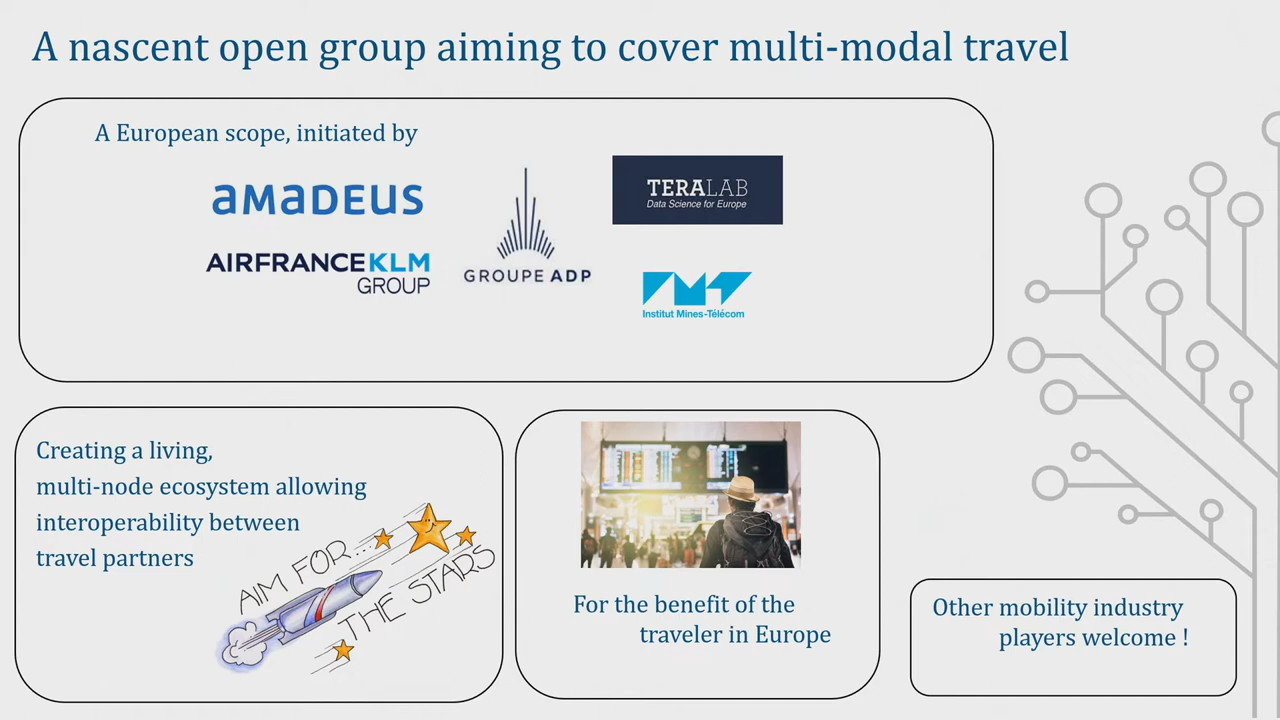 A nascent open group aiming to cover multi-modal travel
A European scope, initiated by
aMaDEUS
AIRFRANCEKLM
GROUP
GROUPE ADP
TERALAB
Data Science for Europe
IMT
Institut Mines-Télécom
Creating a living,
multi-node ecosystem allowing
interoperability between
travel partners
AIM FOR...
THE STARS
For the benefit of the
traveler in Europe
Other mobility industry
players welcome !